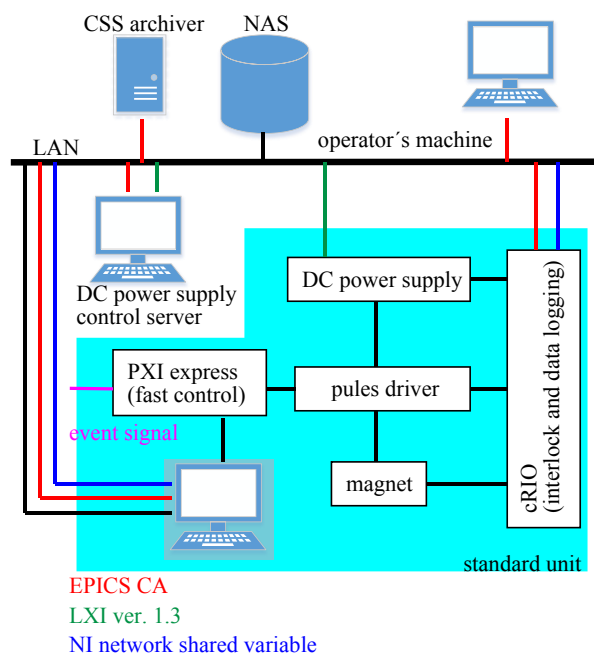 CSS archiver
NAS
LAN
operator´s machine
DC power supply
control server
DC power supply
cRIO
(interlock and data logging)
PXI express
(fast control)
pules driver
event signal
magnet
standard unit
EPICS CA
LXI ver. 1.3
NI network shared variable